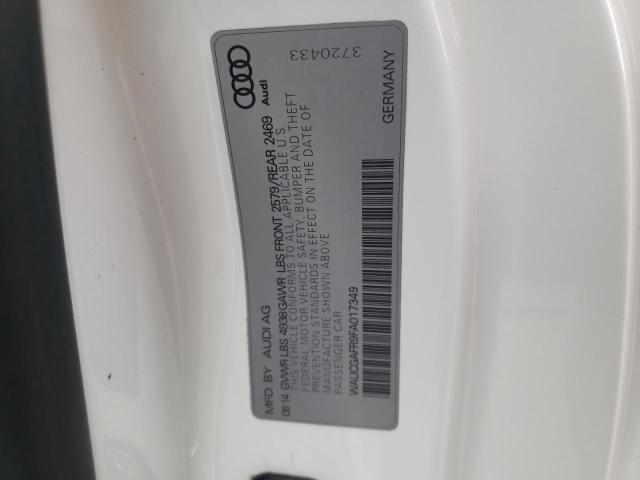 MFD. BY AUDI AG
09/14 GVWR LBS 4938 GAWR LBS FRONT 2579/REAR 2469
THIS VEHICLE CONFORMS TO ALL APPLICABLE U.S.
FEDERAL MOTOR VEHICLE SAFETY, BUMPER AND THEFT
PREVENTION STANDARDS IN EFFECT ON THE DATE OF
MANUFACTURE SHOWN ABOVE
PASSENGER CAR
WAUCGAFR9FA017349
Audi
3720433
GERMANY